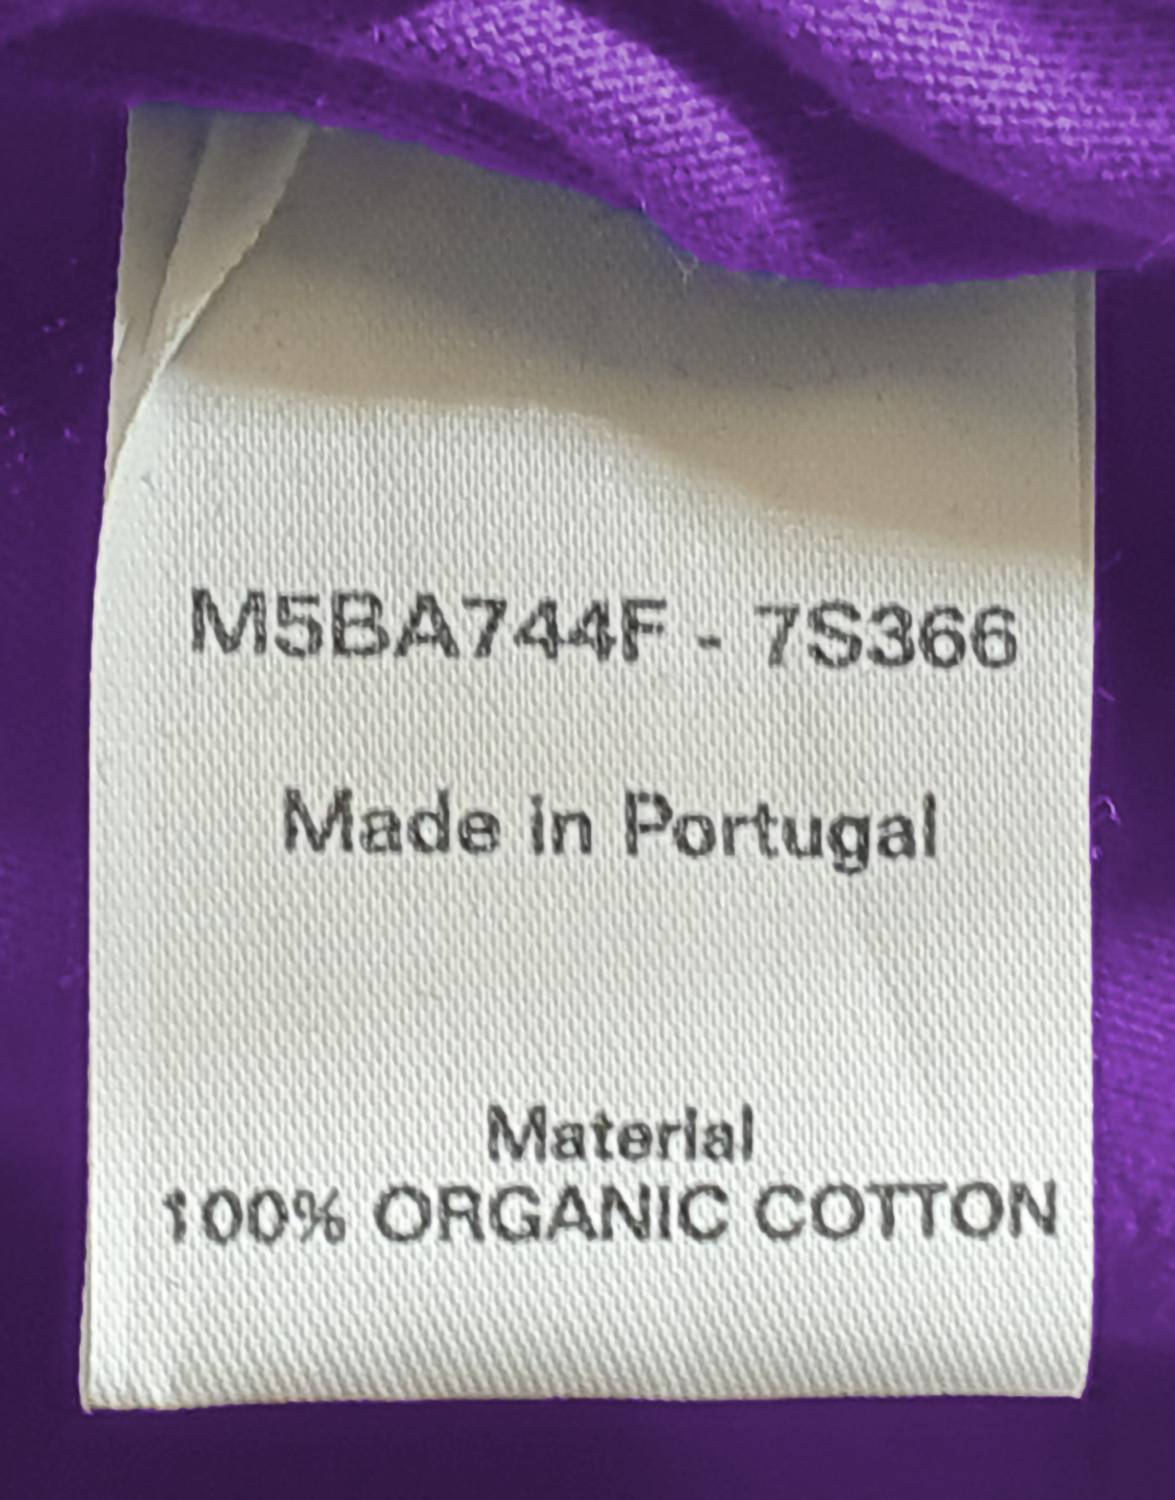 M5BA744F - 7S366
Made in Portugal
Material
100% ORGANIC COTTON